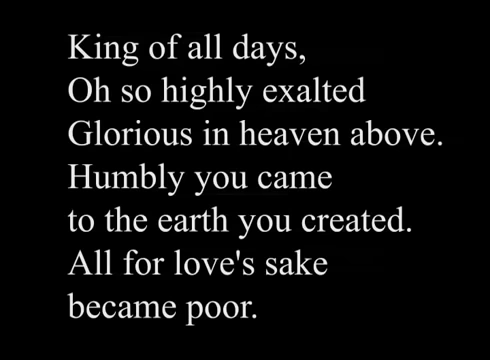 King of all days,
Oh so highly exalted
Glorious in heaven above.
Humbly you came
to the earth you created.
All for love's sake
became poor.